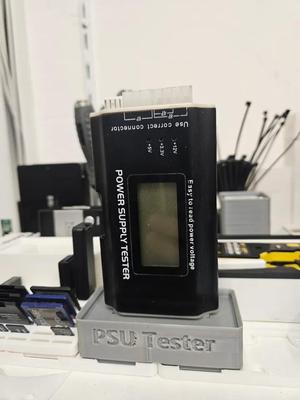 Use correct connector
+5V
+3.3V
+12V
POWER SUPPLY TESTER
Easy to read power voltage
PSU Tester